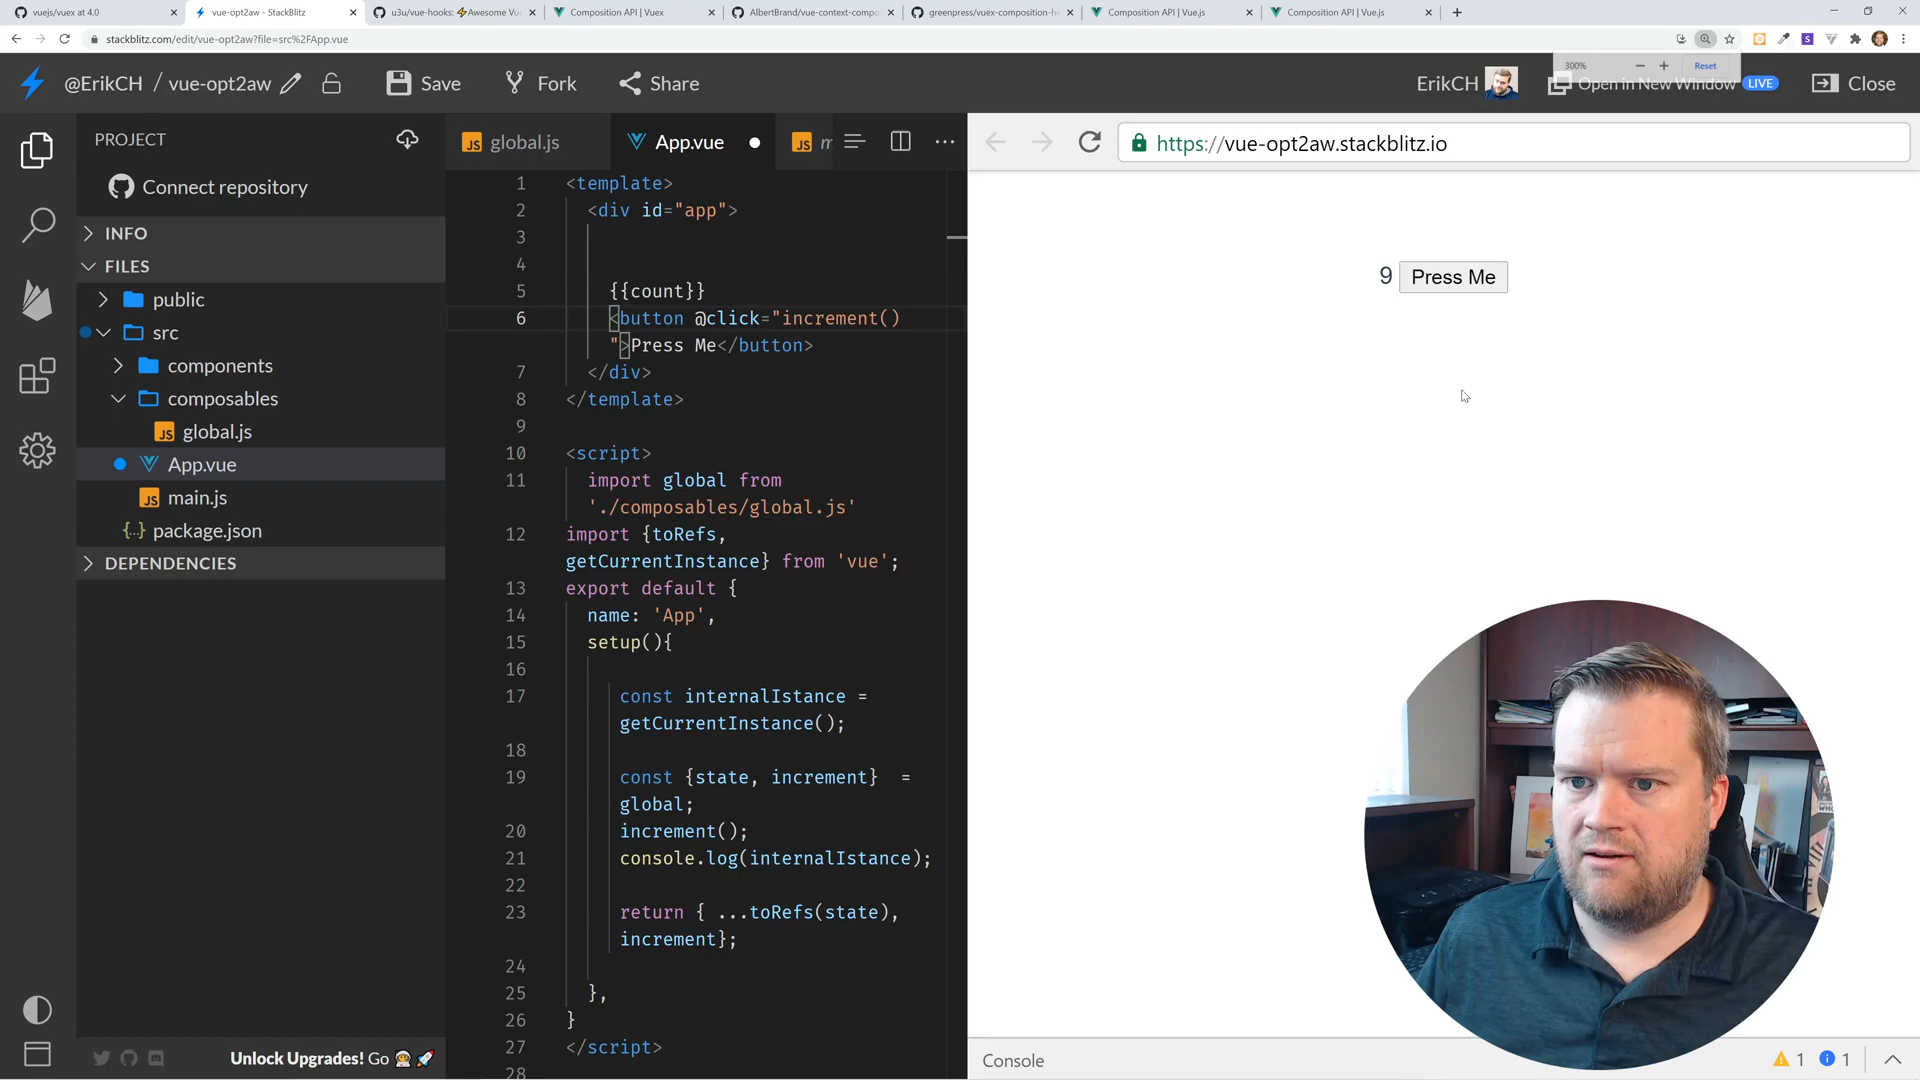 vuejs/vuex at 4.0
vue-opt2aw - StackBlitz
u3u/vue-hooks: ⚡Awesome Vu
Composition API | Vuex
AlbertBrand/vue-context-compo
greenpress/vuex-composition-h
Composition API | Vue.js
Composition API | Vue.js
stackblitz.com/edit/vue-opt2aw?file=src%2FApp.vue
300%
Reset
@ErikCH / vue-opt2aw
Save
Fork
Share
ErikCH
Open in New Window
LIVE
Close
PROJECT
Connect repository
INFO
FILES
public
src
components
composables
JS global.js
App.vue
JS main.js
{..} package.json
DEPENDENCIES
Unlock Upgrades! Go
JS global.js
App.vue
JS m
1 <template>
2 <div id="app">
3
4
5 {{count}}
6 <button @click="increment()
">Press Me</button>
7 </div>
8 </template>
9
10 <script>
11 import global from
'./composables/global.js'
12 import {toRefs,
getCurrentInstance} from 'vue';
13 export default {
14 name: 'App',
15 setup(){
16
17 const internalIstance =
getCurrentInstance();
18
19 const {state, increment} =
global;
20 increment();
21 console.log(internalIstance);
22
23 return { ...toRefs(state),
increment};
24
25 },
26 }
27 </script>
28
https://vue-opt2aw.stackblitz.io
9 Press Me
Console
1
1